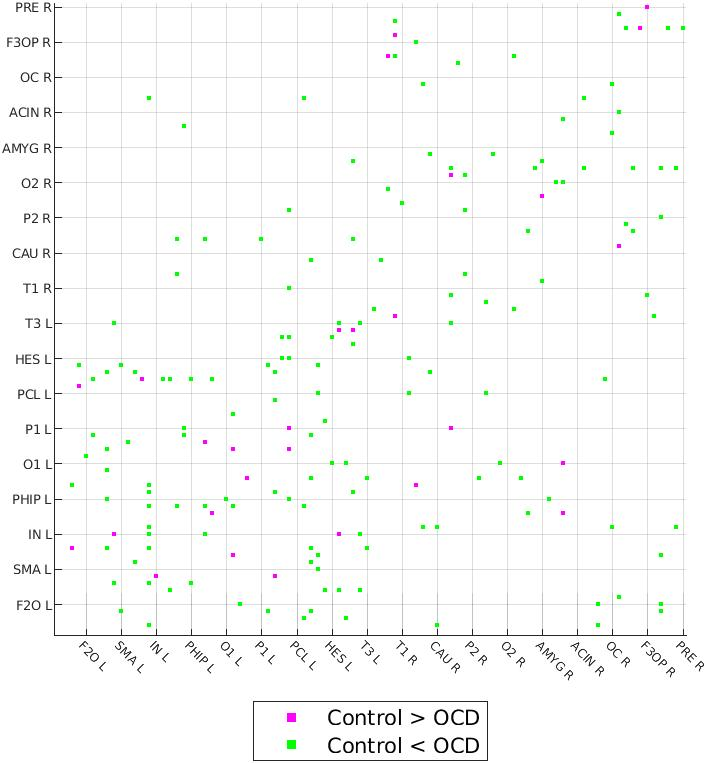 PRE R
F3OP R
OC R
ACIN R
AMYG R
O2 R
P2 R
CAU R
T1 R
T3 L
HES L
PCL L
P1 L
O1 L
PHIP L
IN L
SMA L
F2O L
F2O L
SMA L
IN L
PHIP L
O1 L
P1 L
PCL L
HES L
T3 L
T1 R
CAU R
P2 R
O2 R
AMYG R
ACIN R
OC R
F3OP R
PRE R
Control > OCD
Control < OCD